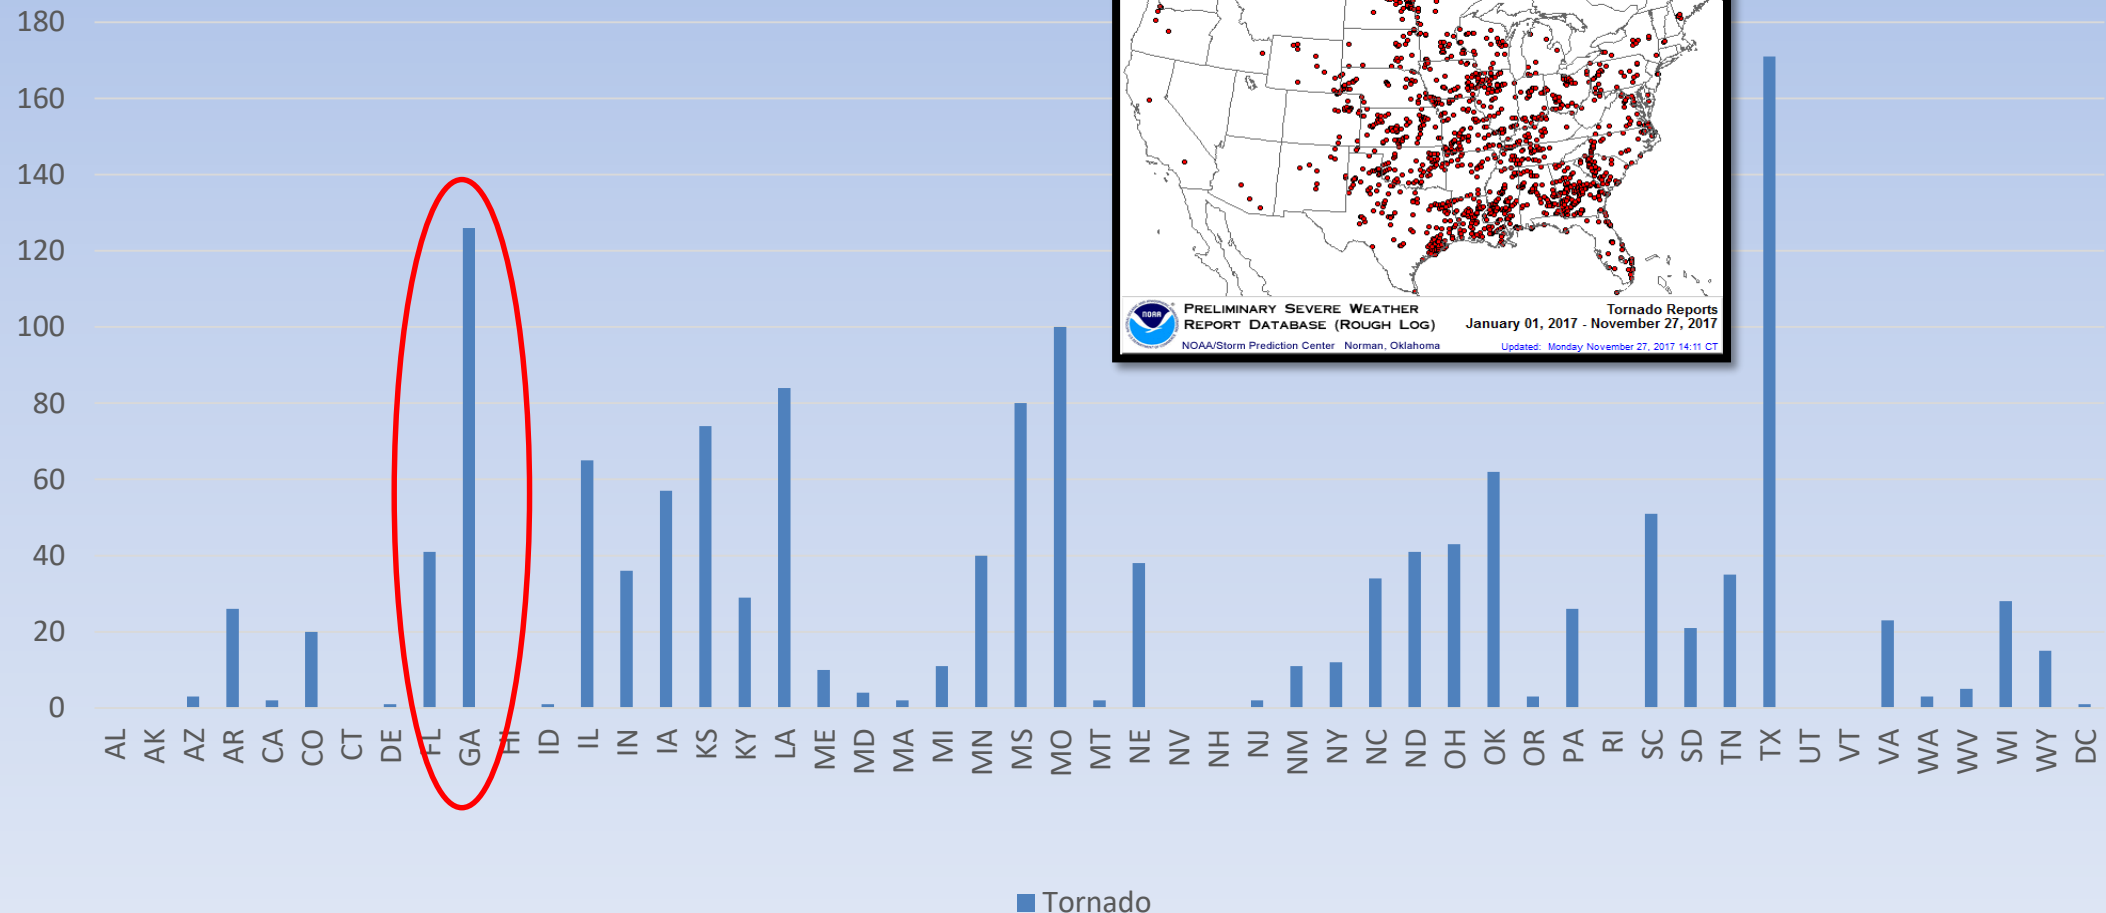 180
160
140
120
100
80
60
40
20
0
NOAA
PRELIMINARY SEVERE WEATHER
REPORT DATABASE (ROUGH LOG)
NOAA/Storm Prediction Center Norman, Oklahoma
Tornado Reports
January 01, 2017 - November 27, 2017
Updated: Monday November 27, 2017 14:11 CT
AL AK AZ AR CA CO CT DE FL GA HI ID IL IN IA KS KY LA ME MD MA MI MN MS MO MT NE NV NH NJ NM NY NC ND OH OK OR PA RI SC SD TN TX UT VT VA WA WV WI WY DC
Tornado